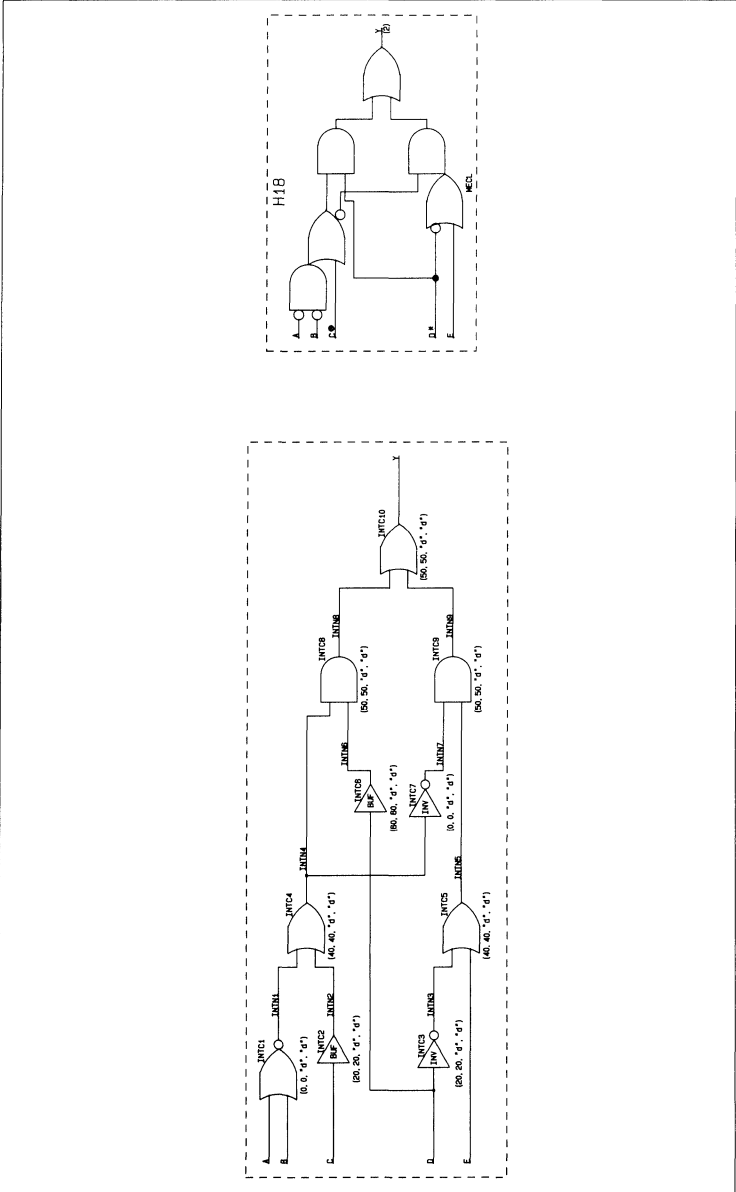 H18
A
B
C
D*
E
Y
(2)
MECL
A
B
C
D
E
INTC1
(0, 0, "d", "d")
INTC2
BUF
(20, 20, "d", "d")
INTC3
INV
(20, 20, "d", "d")
INTN1
INTN2
INTN3
INTC4
(40, 40, "d", "d")
INTC5
(40, 40, "d", "d")
INTN4
INTN5
INTC6
BUF
(60, 60, "d", "d")
INTC7
INV
(0, 0, "d", "d")
INTN6
INTN7
INTC8
(50, 50, "d", "d")
INTC9
(50, 50, "d", "d")
INTN8
INTN9
INTC10
(50, 50, "d", "d")
Y